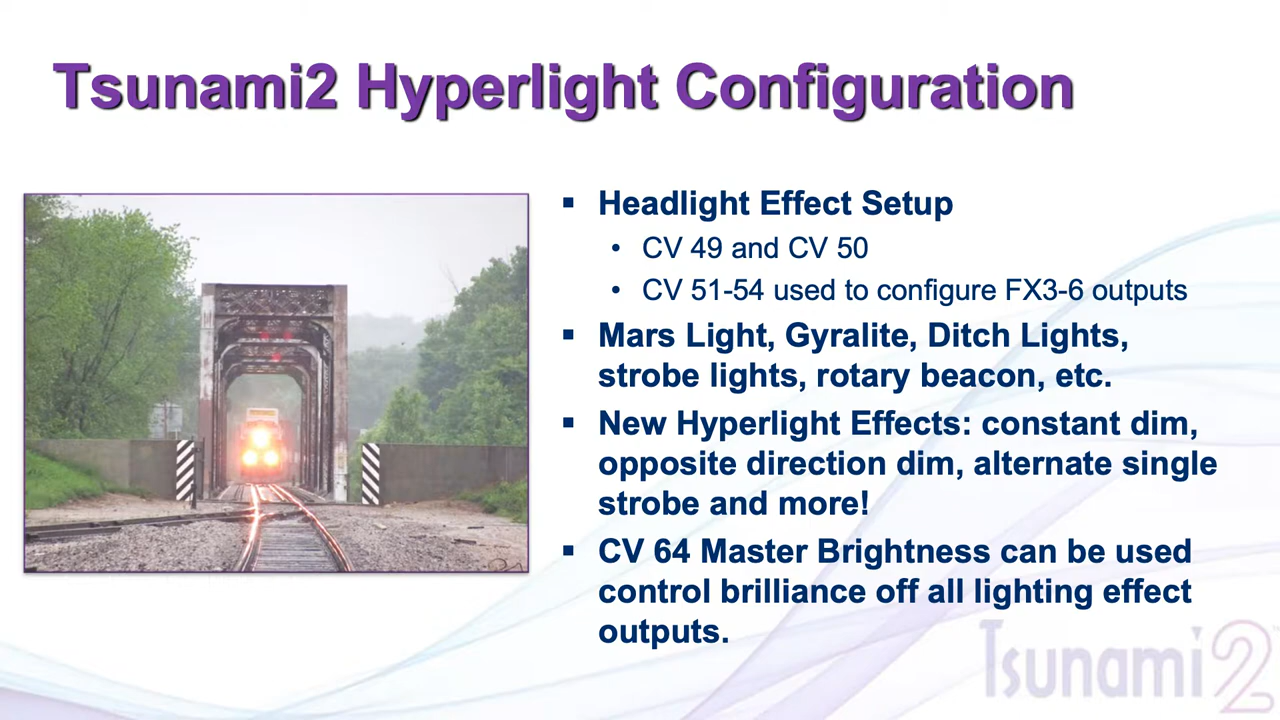 Tsunami2 Hyperlight Configuration
▪ Headlight Effect Setup
• CV 49 and CV 50
• CV 51-54 used to configure FX3-6 outputs
▪ Mars Light, Gyralite, Ditch Lights,
strobe lights, rotary beacon, etc.
▪ New Hyperlight Effects: constant dim,
opposite direction dim, alternate single
strobe and more!
▪ CV 64 Master Brightness can be used
control brilliance off all lighting effect
outputs.
Tsunami2™